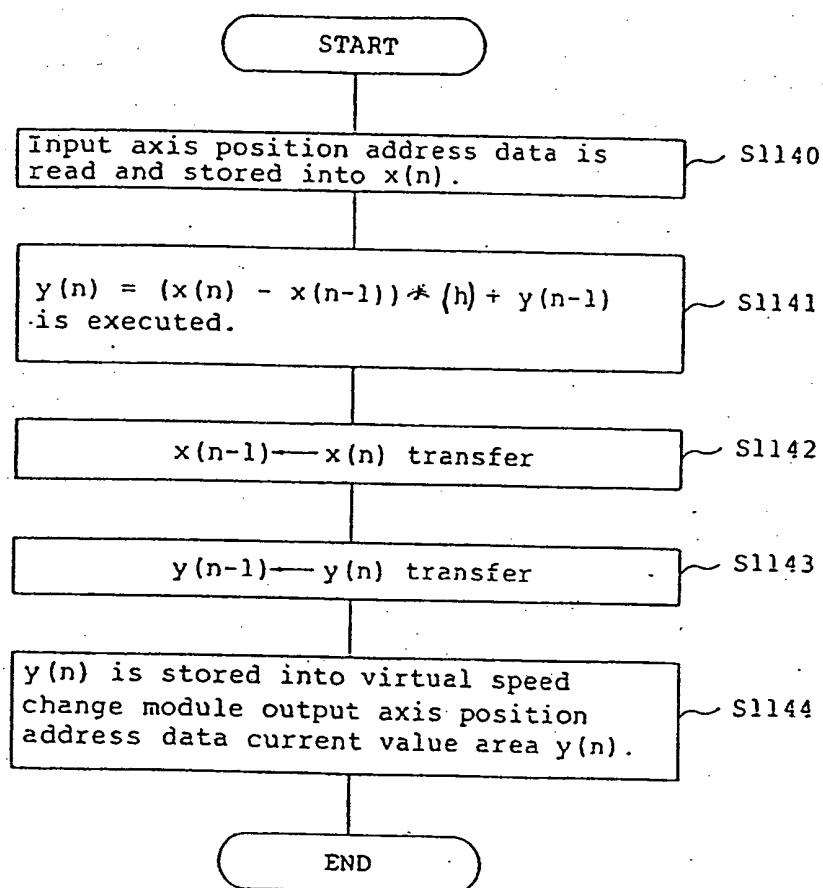 START
Input axis position address data is
read and stored into x(n).
S1140
y(n) = (x(n) - x(n-1)) * (h) + y(n-1)
is executed.
S1141
x(n-1)←x(n) transfer
S1142
y(n-1)←y(n) transfer
S1143
y(n) is stored into virtual speed
change module output axis position
address data current value area y(n).
S1144
END